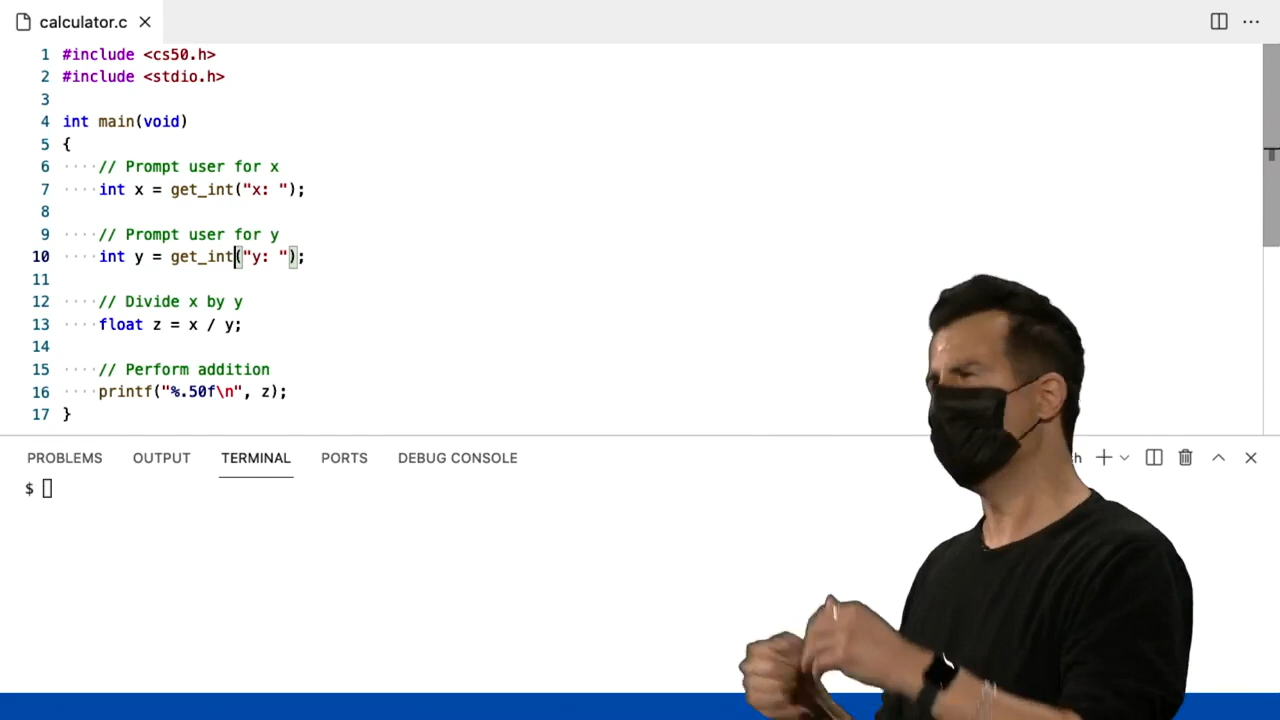 calculator.c
1 #include <cs50.h>
2 #include <stdio.h>
3
4 int main(void)
5 {
6 ····// Prompt user for x
7 ····int x = get_int("x: ");
8
9 ····// Prompt user for y
10 ····int y = get_int("y: ");
11
12 ····// Divide x by y
13 ····float z = x / y;
14
15 ····// Perform addition
16 ····printf("%.50f\n", z);
17 }
PROBLEMS OUTPUT TERMINAL PORTS DEBUG CONSOLE
$